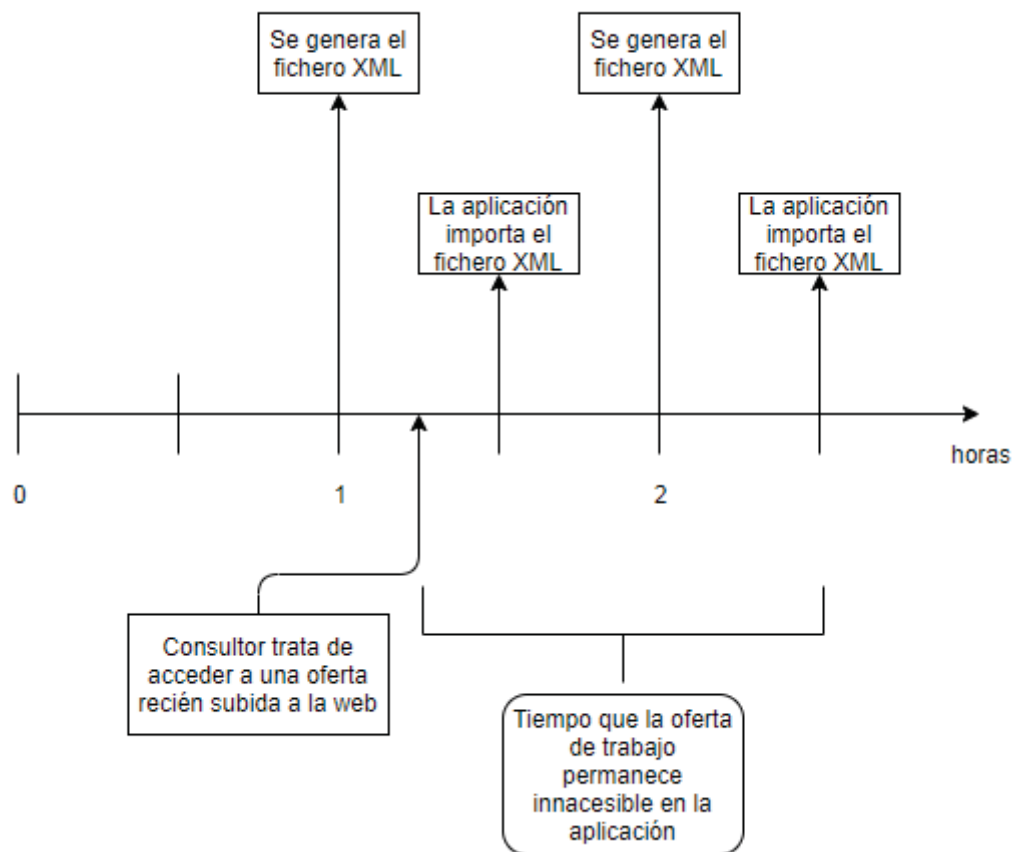 Se genera el
fichero XML
Se genera el
fichero XML
La aplicación
importa el
fichero XML
La aplicación
importa el
fichero XML
horas
0
1
2
Consultor trata de
acceder a una oferta
recién subida a la web
Tiempo que la oferta
de trabajo
permanece
innacesible en la
aplicación